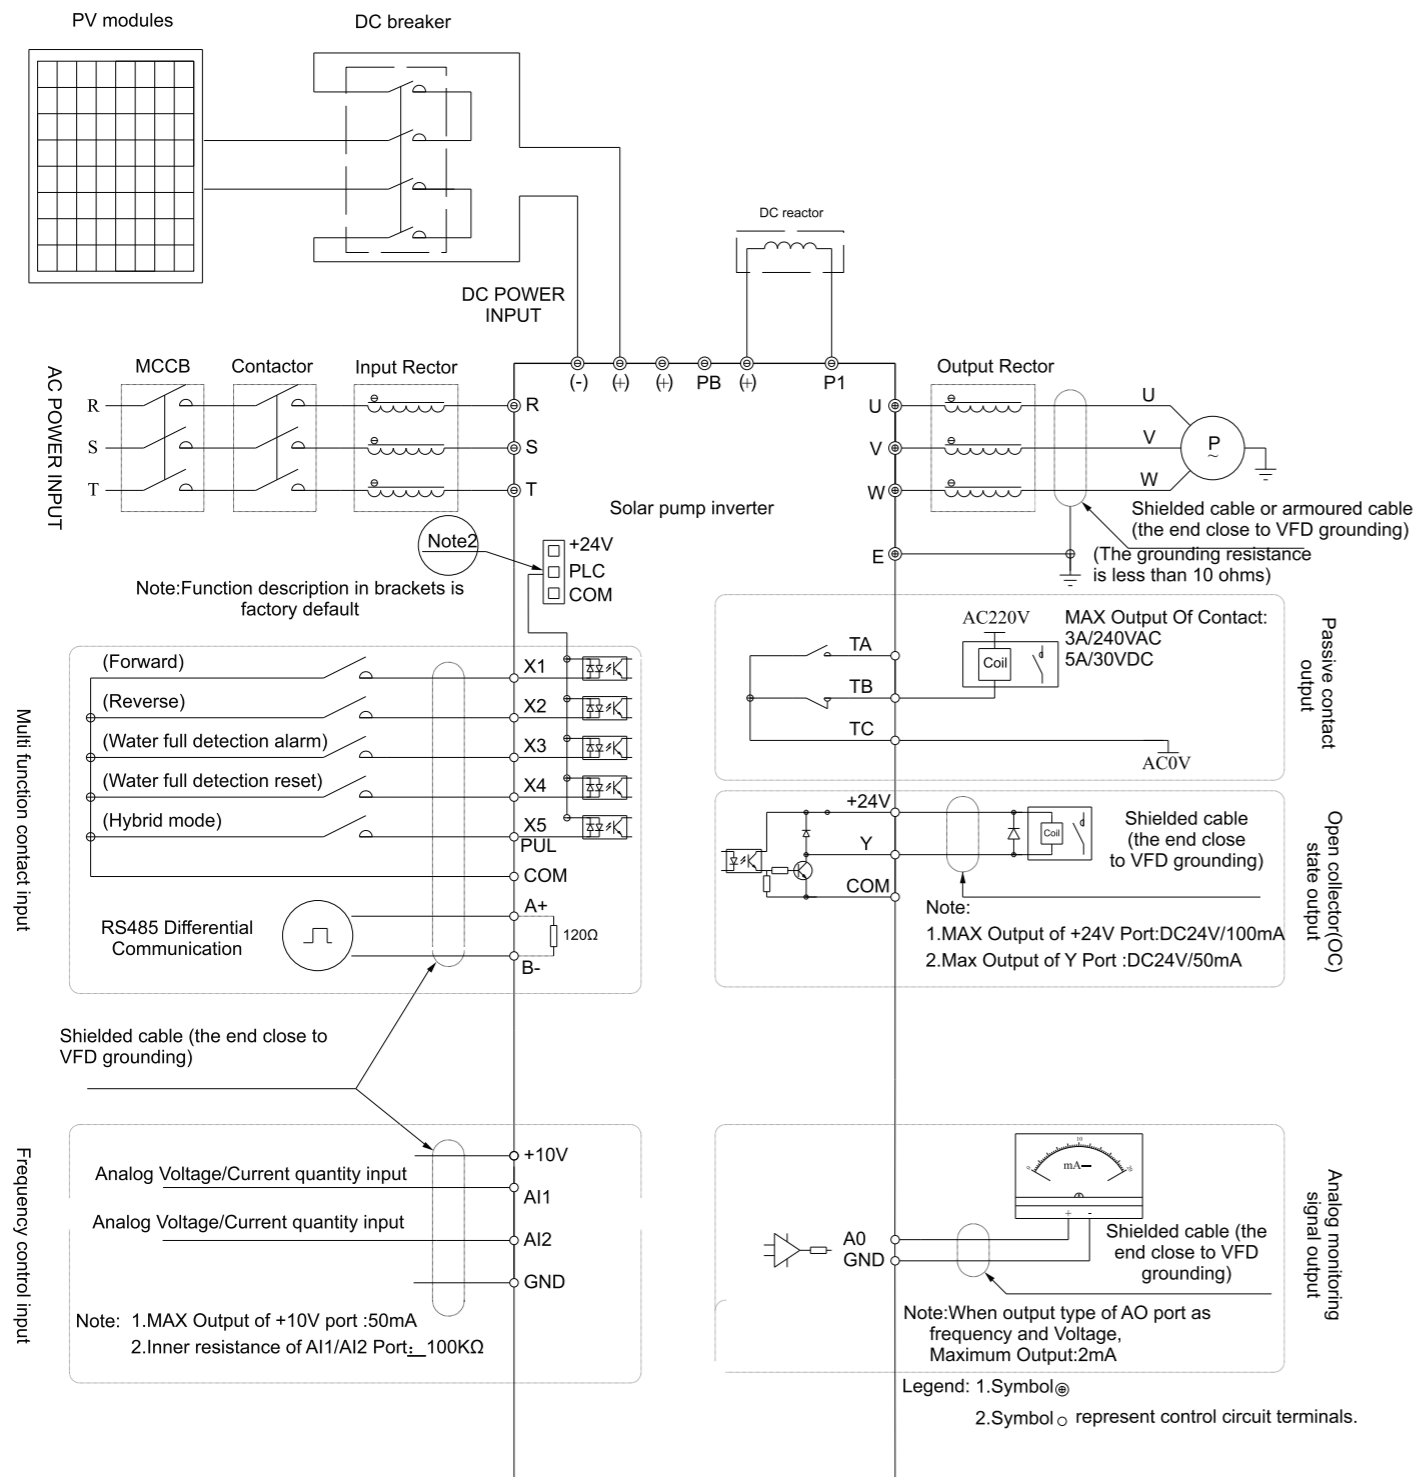 PV modules
DC breaker
DC reactor
DC POWER
INPUT
MCCB
Contactor
Input Rector
(-)
(+)
(+)
PB
(+)
P1
Output Rector
AC POWER INPUT
R
S
T
R
S
T
U
V
W
U
V
W
P
~
Solar pump inverter
Shielded cable or armoured cable
(the end close to VFD grounding)
E
(The grounding resistance
is less than 10 ohms)
Note2
+24V
PLC
COM
Note:Function description in brackets is
factory default
Multi function contact input
(Forward)
X1
(Reverse)
X2
(Water full detection alarm)
X3
(Water full detection reset)
X4
(Hybrid mode)
X5
PUL
COM
RS485 Differential
Communication
A+
120Ω
B-
Shielded cable (the end close to
VFD grounding)
Frequency control input
+10V
Analog Voltage/Current quantity input
AI1
Analog Voltage/Current quantity input
AI2
GND
Note: 1.MAX Output of +10V port :50mA
2.Inner resistance of AI1/AI2 Port: 100KΩ
Passive contact
output
TA
TB
TC
AC220V
Coil
MAX Output Of Contact:
3A/240VAC
5A/30VDC
AC0V
Open collector(OC)
state output
+24V
Y
COM
Coil
Shielded cable
(the end close
to VFD grounding)
Note:
1.MAX Output of +24V Port:DC24V/100mA
2.Max Output of Y Port :DC24V/50mA
Analog monitoring
signal output
0
10
20
mA
+ -
A0
GND
Shielded cable (the
end close to VFD
grounding)
Note:When output type of AO port as
frequency and Voltage,
Maximum Output:2mA
Legend: 1.Symbol⊕
2.Symbol○ represent control circuit terminals.